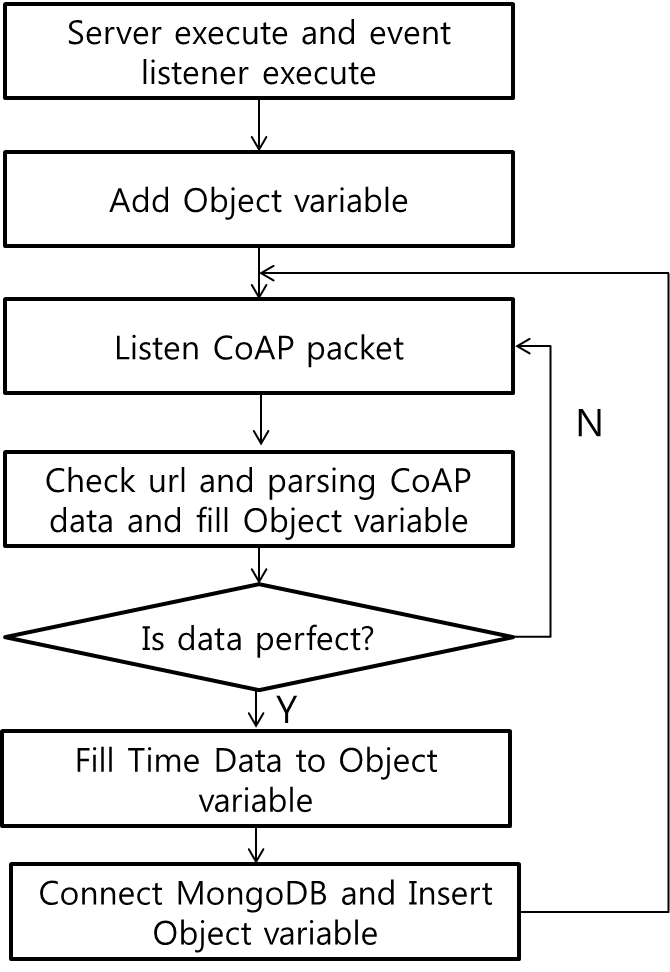 Server execute and event
listener execute
Add Object variable
Listen CoAP packet
N
Check url and parsing CoAP
data and fill Object variable
Is data perfect?
Y
Fill Time Data to Object
variable
Connect MongoDB and Insert
Object variable